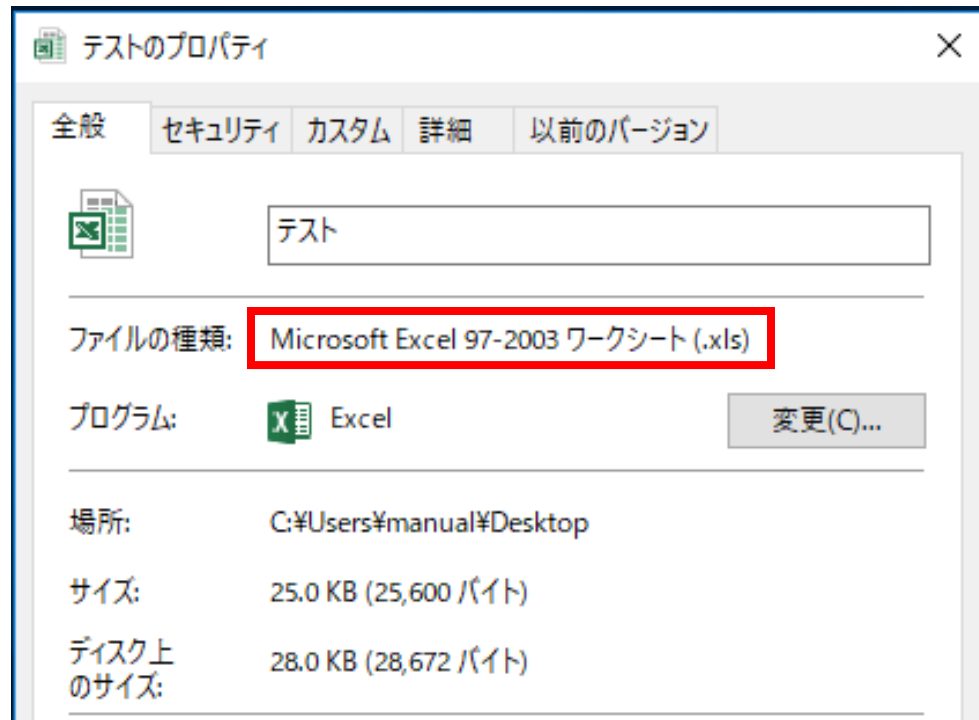 テストのプロパティ
全般 セキュリティ カスタム 詳細 以前のバージョン
テスト
ファイルの種類: Microsoft Excel 97-2003 ワークシート (.xls)
プログラム: Excel 変更(C)...
場所: C:¥Users¥manual¥Desktop
サイズ: 25.0 KB (25,600 バイト)
ディスク上
のサイズ: 28.0 KB (28,672 バイト)